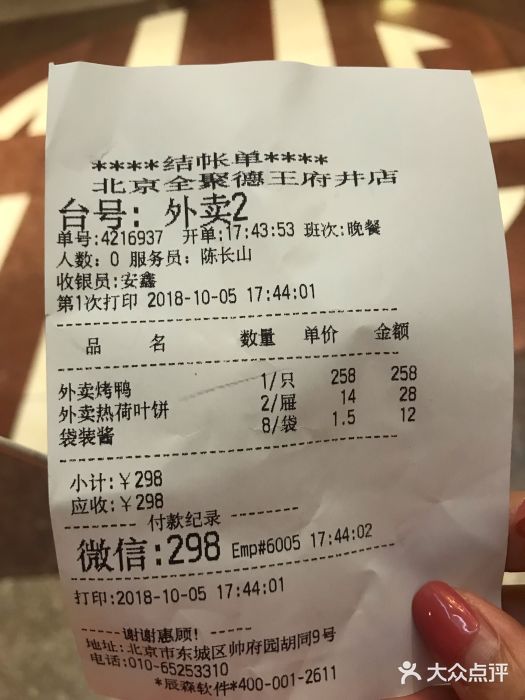 ****结帐单****
北京全聚德王府井店
台号: 外卖2
单号:4216937 开单:17:43:53 班次:晚餐
人数: 0 服务员: 陈长山
收银员:安鑫
第1次打印 2018-10-05 17:44:01
品 名 数量 单价 金额
外卖烤鸭 1/只 258 258
外卖热荷叶饼 2/屉 14 28
袋装酱 8/袋 1.5 12
小计:￥298
应收:￥298
付款纪录
微信:298 Emp#6005 17:44:02
打印:2018-10-05 17:44:01
-----谢谢惠顾! -----
地址:北京市东城区帅府园胡同9号
电话:010-65253310
*辰森软件*400-001-2611
大众点评